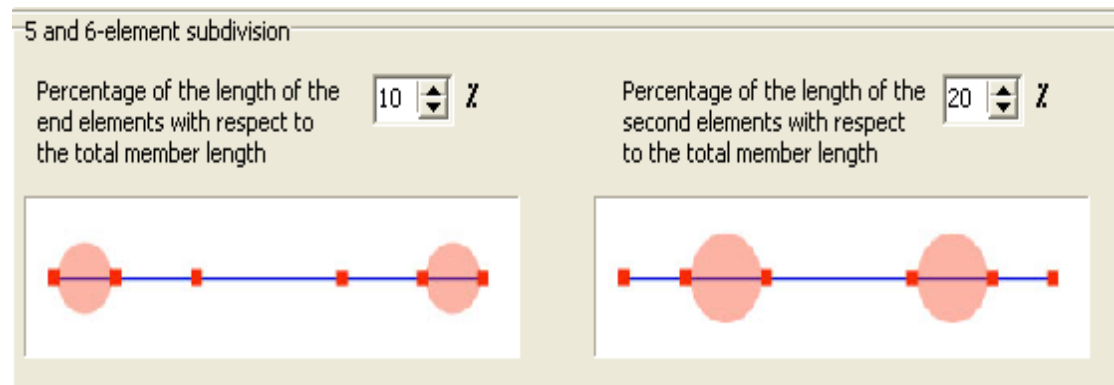 5 and 6-element subdivision
Percentage of the length of the
end elements with respect to
the total member length
10 %
Percentage of the length of the
second elements with respect
to the total member length
20 %